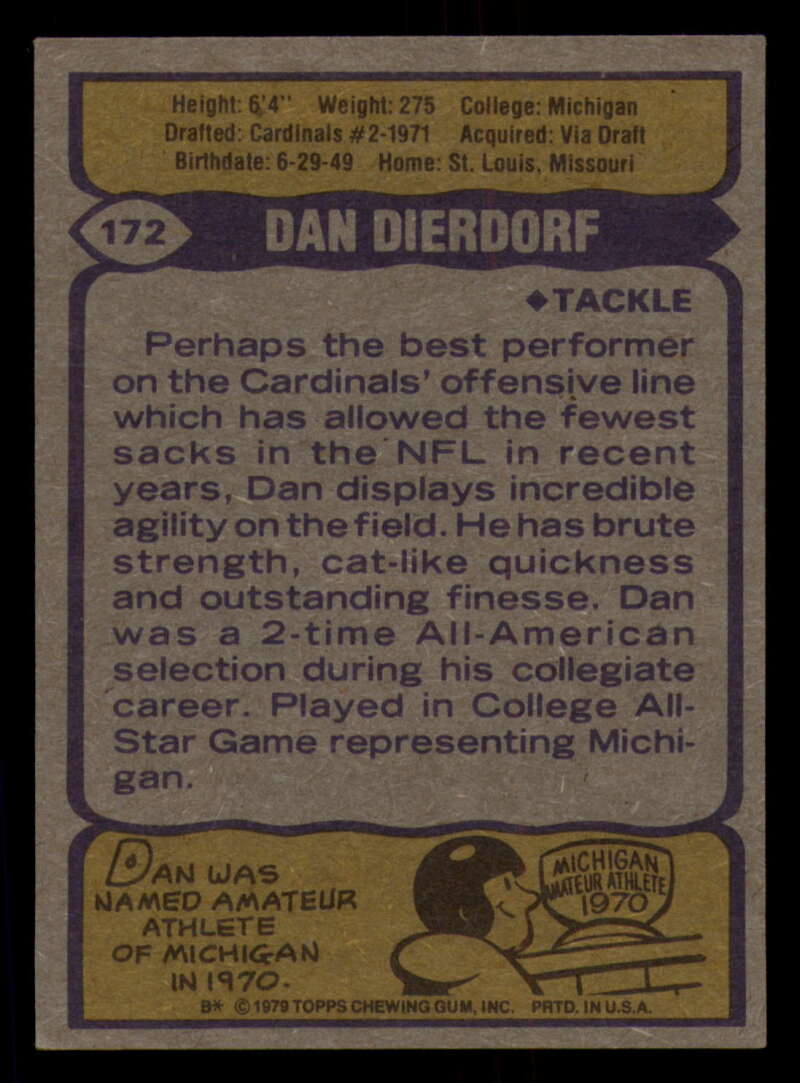 Height: 6'4" Weight: 275 College: Michigan
Drafted: Cardinals #2-1971 Acquired: Via Draft
Birthdate: 6-29-49 Home: St. Louis, Missouri
172 DAN DIERDORF
◆TACKLE
Perhaps the best performer
on the Cardinals' offensive line
which has allowed the fewest
sacks in the NFL in recent
years, Dan displays incredible
agility on the field. He has brute
strength, cat-like quickness
and outstanding finesse. Dan
was a 2-time All-American
selection during his collegiate
career. Played in College All-
Star Game representing Michi-
gan.
DAN WAS
NAMED AMATEUR
ATHLETE
OF MICHIGAN
IN 1970.
MICHIGAN
AMATEUR ATHLETE
1970
B* © 1979 TOPPS CHEWING GUM, INC. PRTD. IN U.S.A.